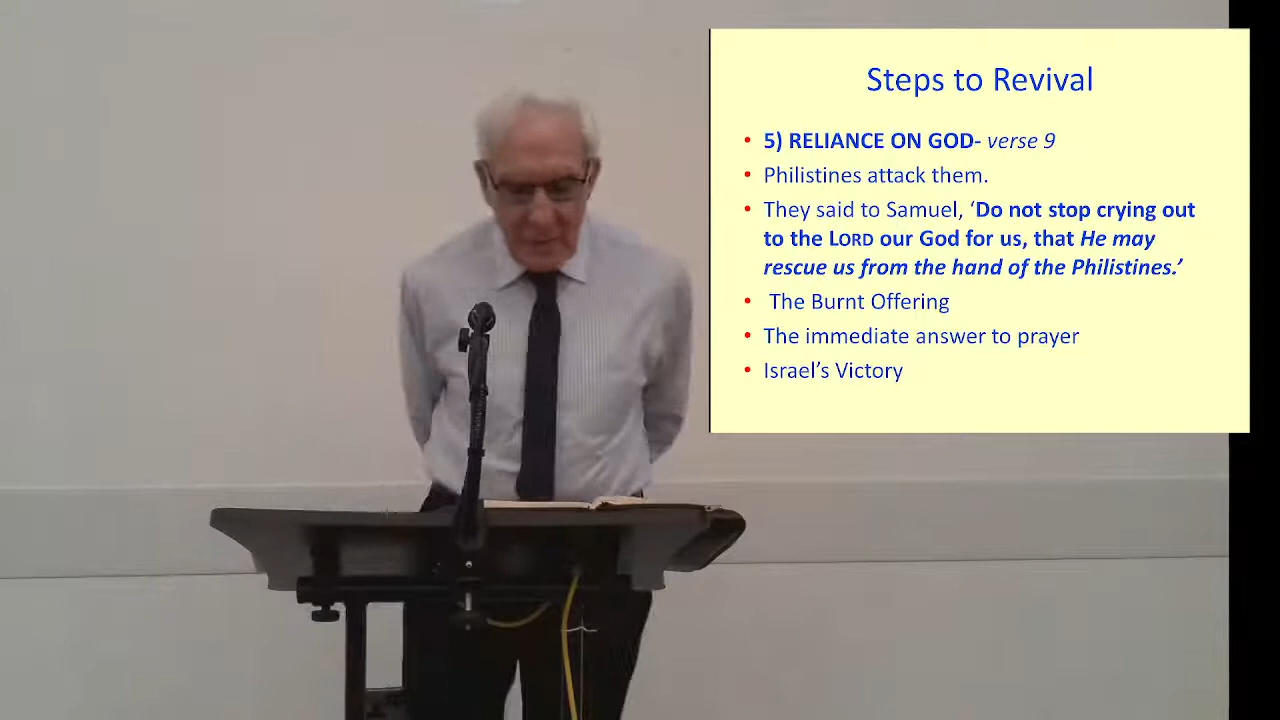 Steps to Revival
• 5) RELIANCE ON GOD- verse 9
• Philistines attack them.
• They said to Samuel, ‘Do not stop crying out
to the LORD our God for us, that He may
rescue us from the hand of the Philistines.’
• The Burnt Offering
• The immediate answer to prayer
• Israel’s Victory